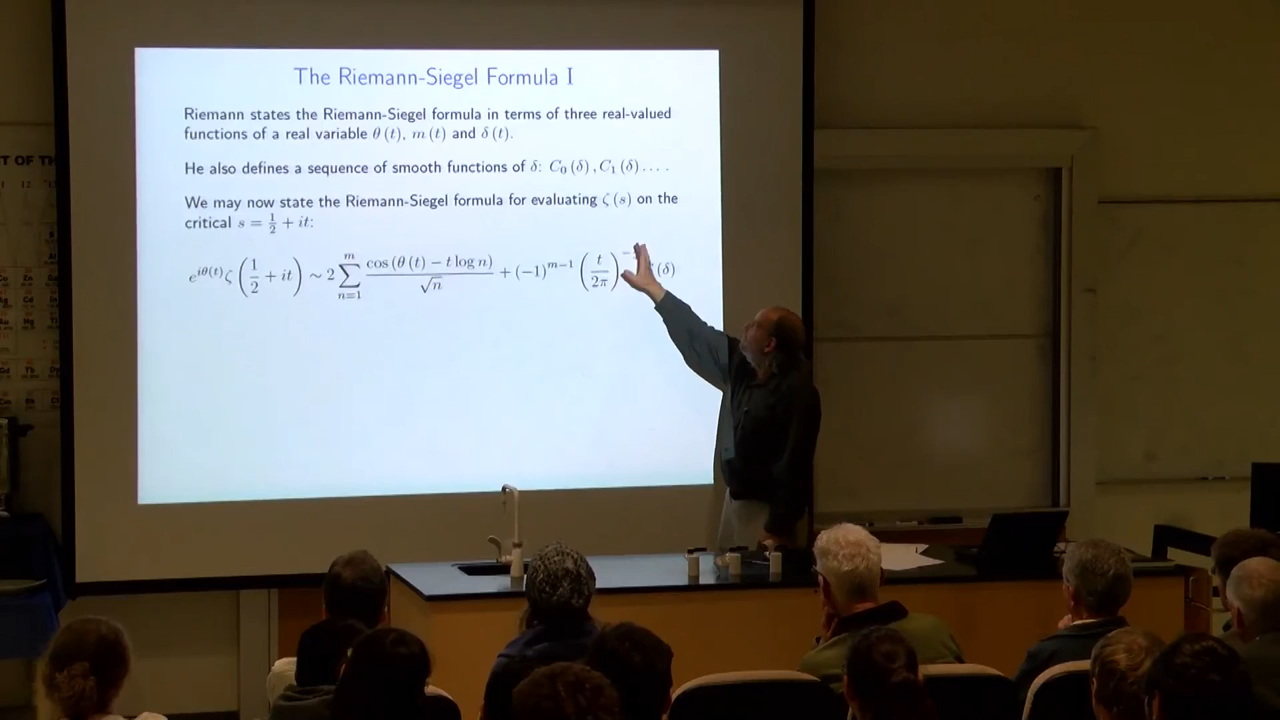 The Riemann-Siegel Formula I
Riemann states the Riemann-Siegel formula in terms of three real-valued
functions of a real variable θ(t), m(t) and δ(t).
He also defines a sequence of smooth functions of δ: C₀(δ), C₁(δ)....
We may now state the Riemann-Siegel formula for evaluating ζ(s) on the
critical s = 1/2 + it:
e^{iθ(t)} ζ(1/2 + it) ∼ 2 ∑_{n=1}^{m} cos(θ(t) − t log n)/√n + (−1)^{m−1} (t/2π) (δ)
T OF TH